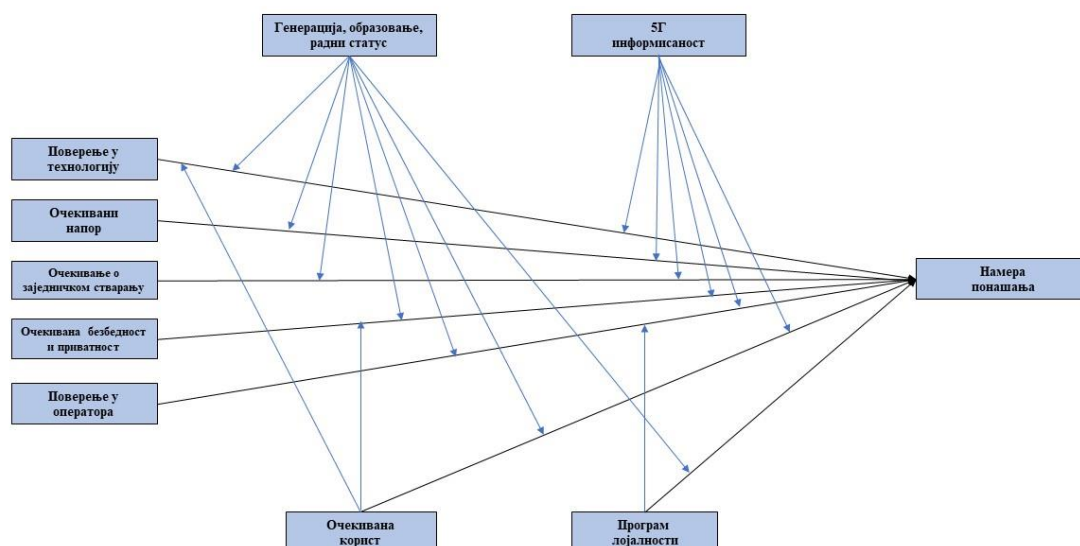 Генерација, образовање,
радни статус
5Г
информисаност
Поверење у
технологију
Очекивани
напор
Очекивање о
заједничком стварању
Очекивана безбедност
и приватност
Поверење у
оператора
Намера
понашања
Очекивана
корист
Програм
лојалности